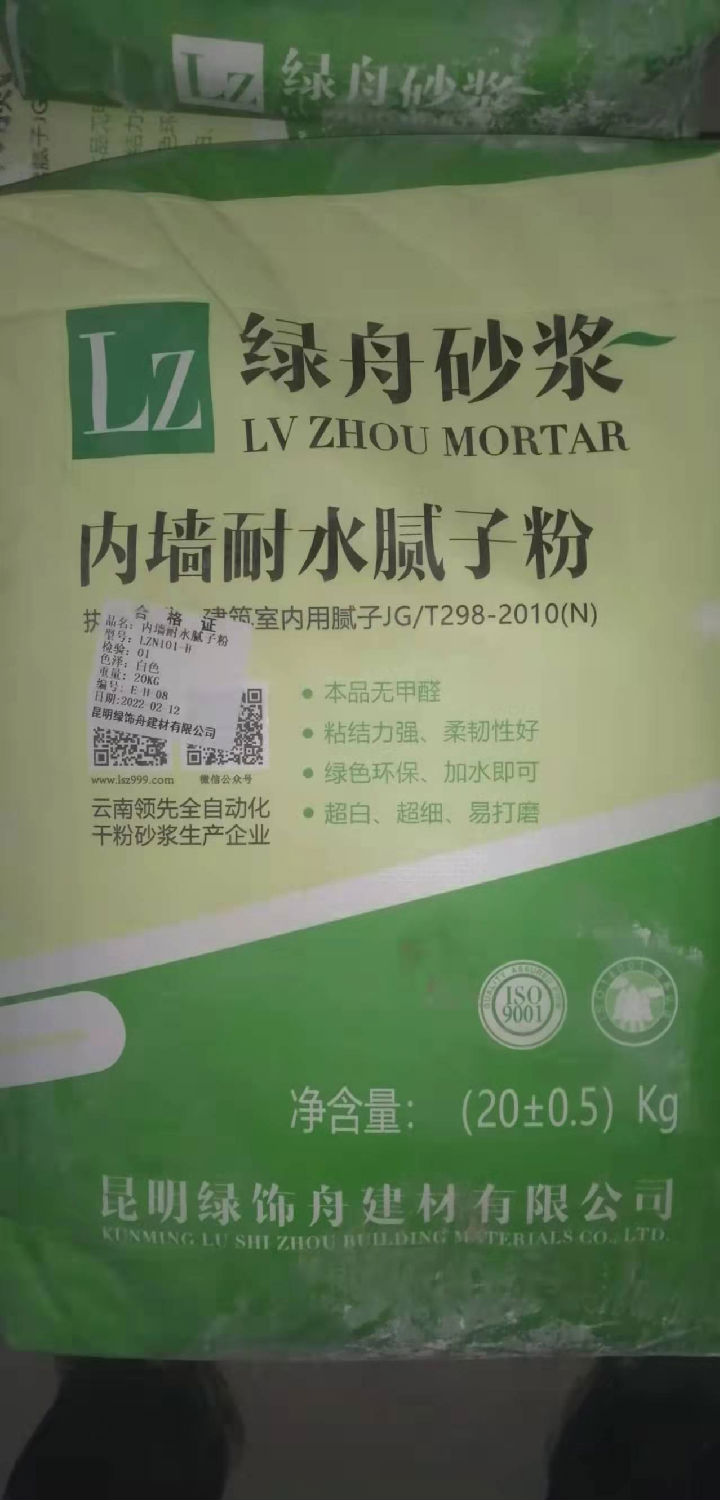 Lz 绿舟砂浆
Lz
绿舟砂浆
LV ZHOU MORTAR
内墙耐水腻子粉
执 建筑室内用腻子JG/T298-2010(N)
合格证
品名：内墙耐水腻子粉
型号：LZN101-H
检验：01
色泽：白色
重量：20KG
编号：E-H-08
日期:2022 02 12
昆明绿饰舟建材有限公司
www.lsz999.com 微信公众号
云南领先全自动化
干粉砂浆生产企业
● 本品无甲醛
● 粘结力强、柔韧性好
● 绿色环保、加水即可
● 超白、超细、易打磨
QUALITY ASSURED FIRM
ISO
9001
净含量： (20±0.5) Kg
昆明绿饰舟建材有限公司
KUNMING LU SHI ZHOU BUILDING MATERIALS CO., LTD.